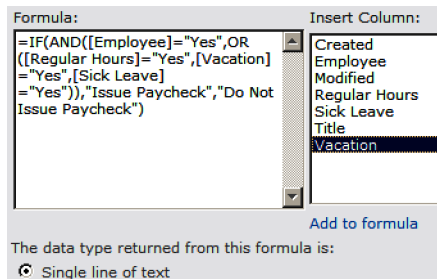 Formula:
=IF(AND([Employee]="Yes",OR
([Regular Hours]="Yes",[Vacation]
="Yes",[Sick Leave]
="Yes")),"Issue Paycheck","Do Not
Issue Paycheck")
Insert Column:
Created
Employee
Modified
Regular Hours
Sick Leave
Title
Vacation
Add to formula
The data type returned from this formula is:
Single line of text